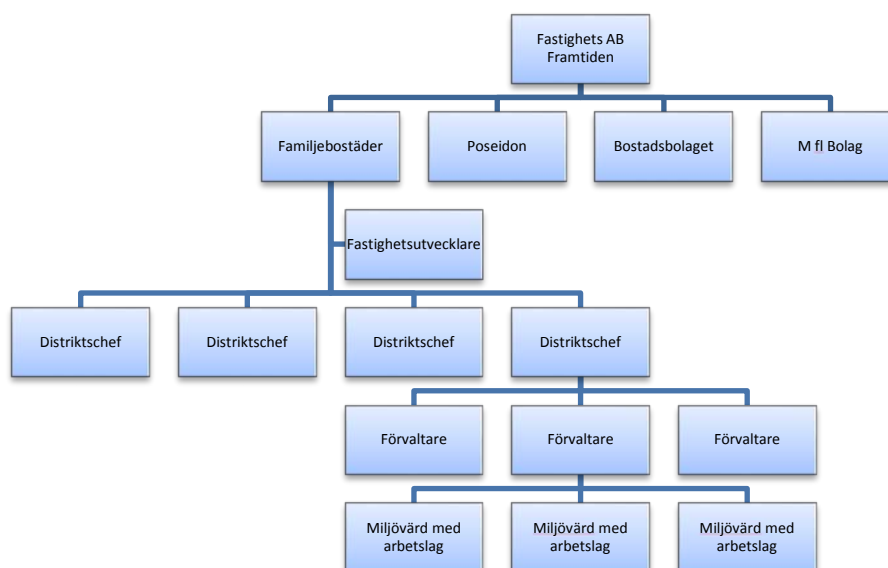 Fastighets AB
Framtiden
Familjebostäder
Poseidon
Bostadsbolaget
M fl Bolag
Fastighetsutvecklare
Distriktschef
Distriktschef
Distriktschef
Distriktschef
Förvaltare
Förvaltare
Förvaltare
Miljövärd med
arbetslag
Miljövärd med
arbetslag
Miljövärd med
arbetslag